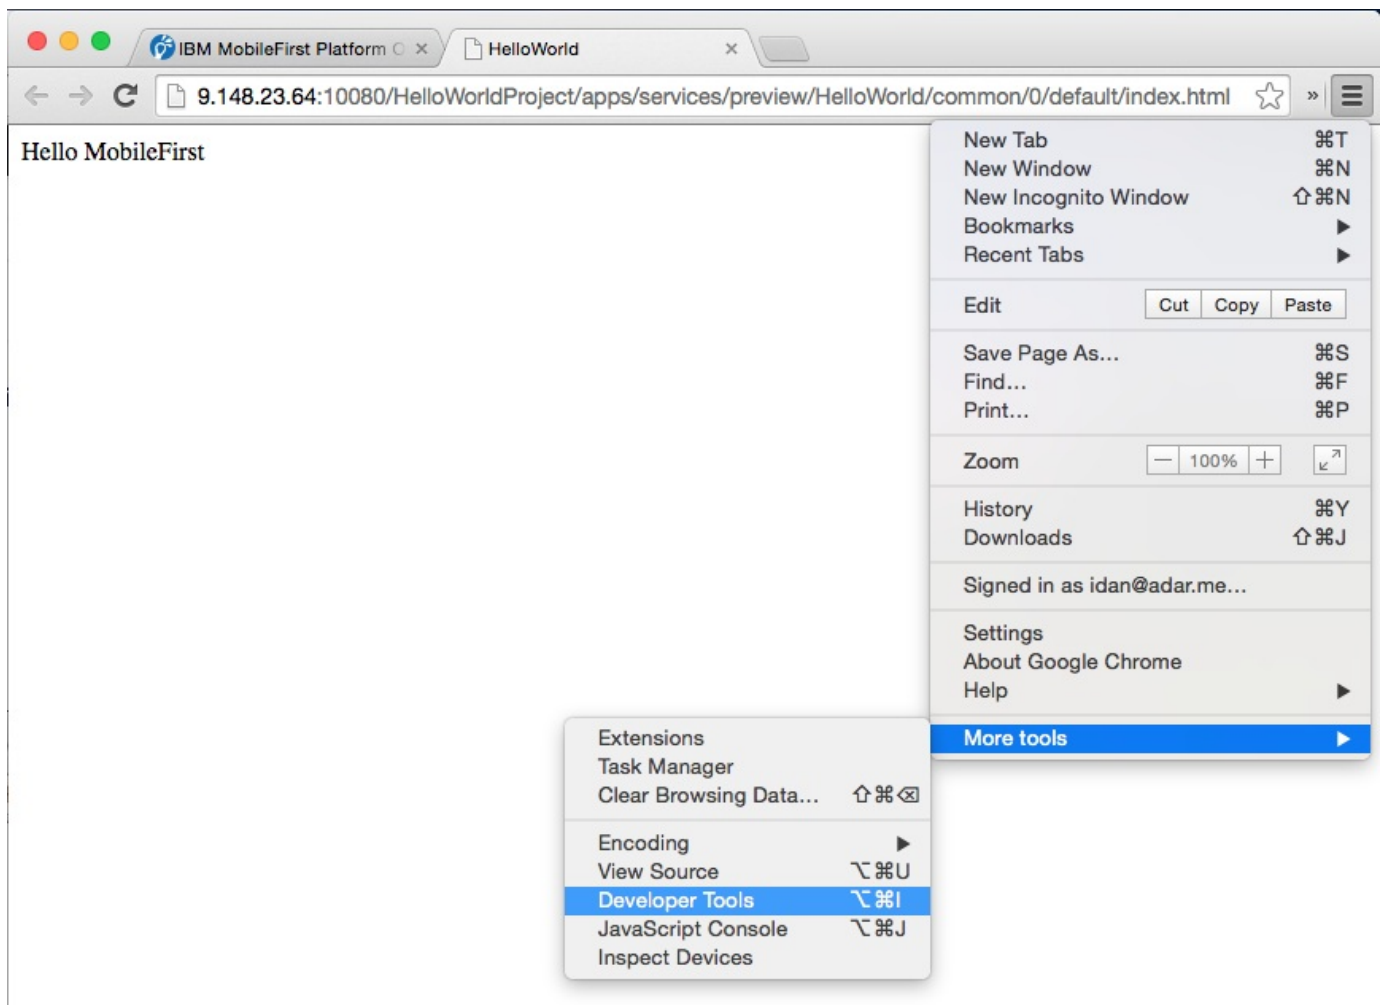 IBM MobileFirst Platform O
HelloWorld
9.148.23.64:10080/HelloWorldProject/apps/services/preview/HelloWorld/common/0/default/index.html
Hello MobileFirst
New Tab ⌘T
New Window ⌘N
New Incognito Window ⇧⌘N
Bookmarks ▶
Recent Tabs ▶
Edit Cut Copy Paste
Save Page As... ⌘S
Find... ⌘F
Print... ⌘P
Zoom — 100% +
History ⌘Y
Downloads ⇧⌘J
Signed in as idan@adar.me...
Settings
About Google Chrome
Help ▶
More tools ▶
Extensions
Task Manager
Clear Browsing Data... ⇧⌘⌫
Encoding ▶
View Source ⌥⌘U
Developer Tools ⌥⌘I
JavaScript Console ⌥⌘J
Inspect Devices